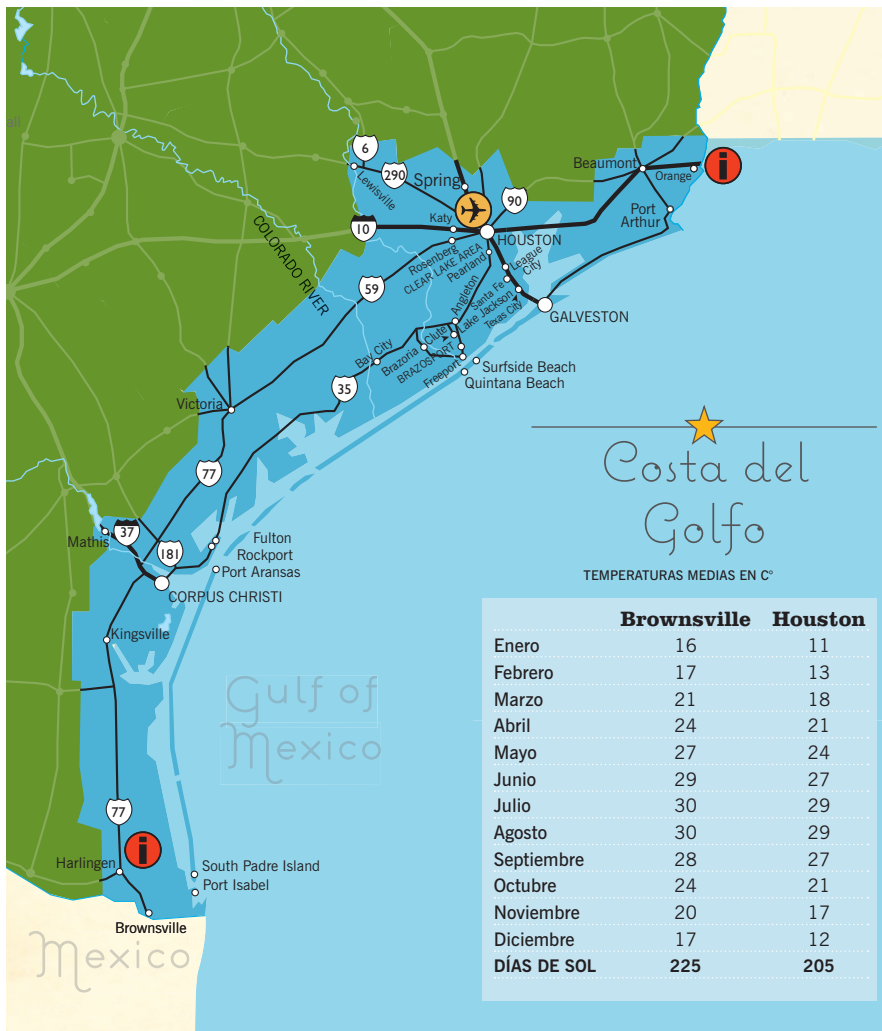 all
6
290
Lewisville
Spring
90
Beaumont
Orange
i
Port
Arthur
Katy
10
HOUSTON
COLORADO RIVER
Rosenberg
CLEAR LAKE AREA
Pearland
League
City
59
Santa Fe
Angleton
Lake Jackson
Texas City
GALVESTON
Clute
Bay City
Brazoria
BRAZOSPORT
Freeport
Surfside Beach
Quintana Beach
35
Victoria
77
Costa del
Golfo
TEMPERATURAS MEDIAS EN C°
Mathis
37
181
Fulton
Rockport
Port Aransas
CORPUS CHRISTI
Kingsville
Gulf of
Mexico
77
i
Harlingen
South Padre Island
Port Isabel
Brownsville
Mexico
Brownsville Houston
Enero 16 11
Febrero 17 13
Marzo 21 18
Abril 24 21
Mayo 27 24
Junio 29 27
Julio 30 29
Agosto 30 29
Septiembre 28 27
Octubre 24 21
Noviembre 20 17
Diciembre 17 12
DÍAS DE SOL 225 205